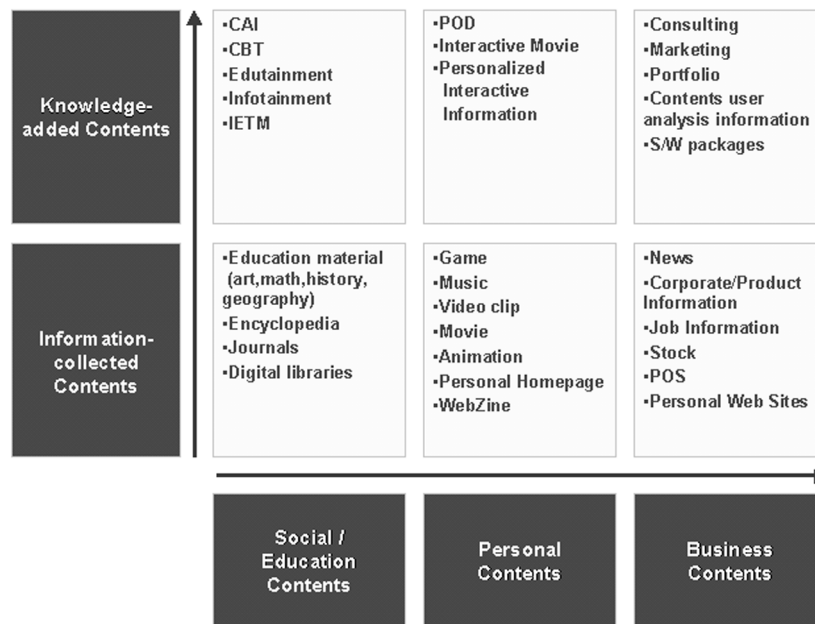 Knowledge-
added Contents
▪CAI
▪CBT
▪Edutainment
▪Infotainment
▪IETM
▪POD
▪Interactive Movie
▪Personalized
Interactive
Information
▪Consulting
▪Marketing
▪Portfolio
▪Contents user
analysis information
▪S/W packages
Information-
collected
Contents
▪Education material
(art,math,history,
geography)
▪Encyclopedia
▪Journals
▪Digital libraries
▪Game
▪Music
▪Video clip
▪Movie
▪Animation
▪Personal Homepage
▪WebZine
▪News
▪Corporate/Product
Information
▪Job Information
▪Stock
▪POS
▪Personal Web Sites
Social /
Education
Contents
Personal
Contents
Business
Contents